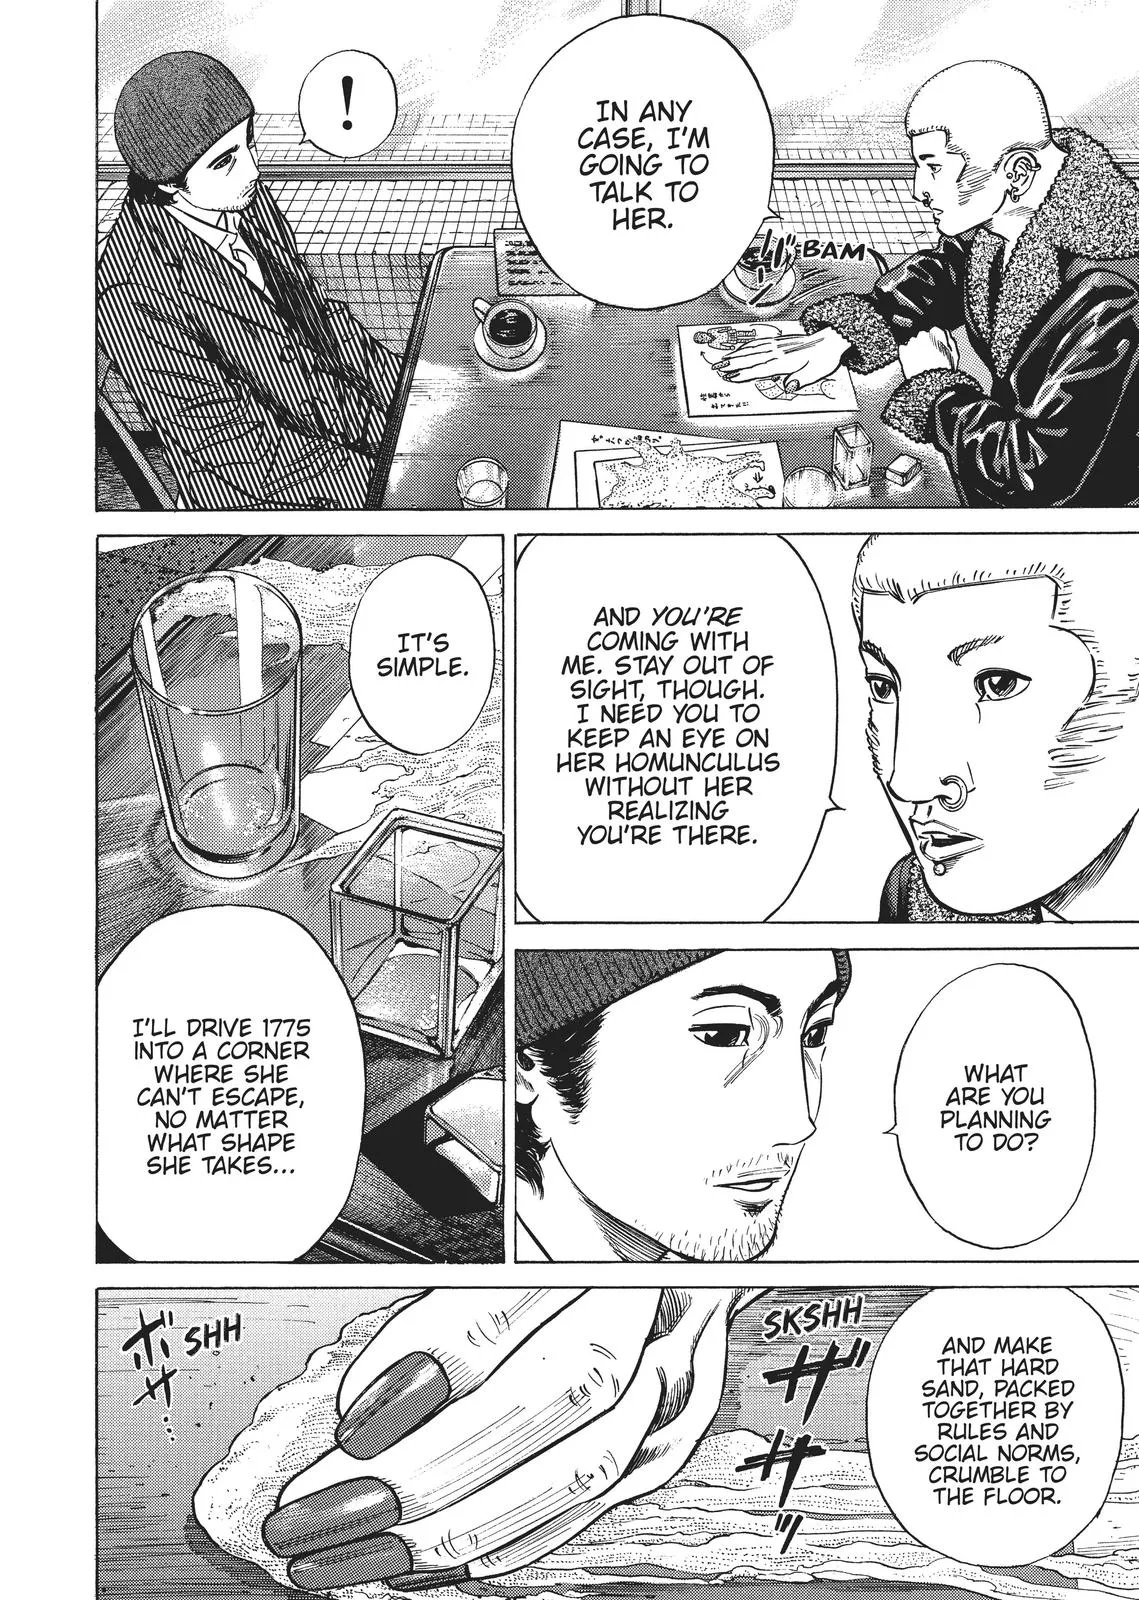 !
IN ANY
CASE, I'M
GOING TO
TALK TO
HER.
BAM
AND YOU'RE
COMING WITH
ME. STAY OUT OF
SIGHT, THOUGH.
I NEED YOU TO
KEEP AN EYE ON
HER HOMUNCULUS
WITHOUT HER
REALIZING
YOU'RE THERE.
WHAT
ARE YOU
PLANNING
TO DO?
IT'S
SIMPLE.
I'LL DRIVE 1775
INTO A CORNER
WHERE SHE
CAN'T ESCAPE,
NO MATTER
WHAT SHAPE
SHE TAKES...
AND MAKE
THAT HARD
SAND, PACKED
TOGETHER BY
RULES AND
SOCIAL NORMS,
CRUMBLE TO
THE FLOOR.
SKSHH
SHH